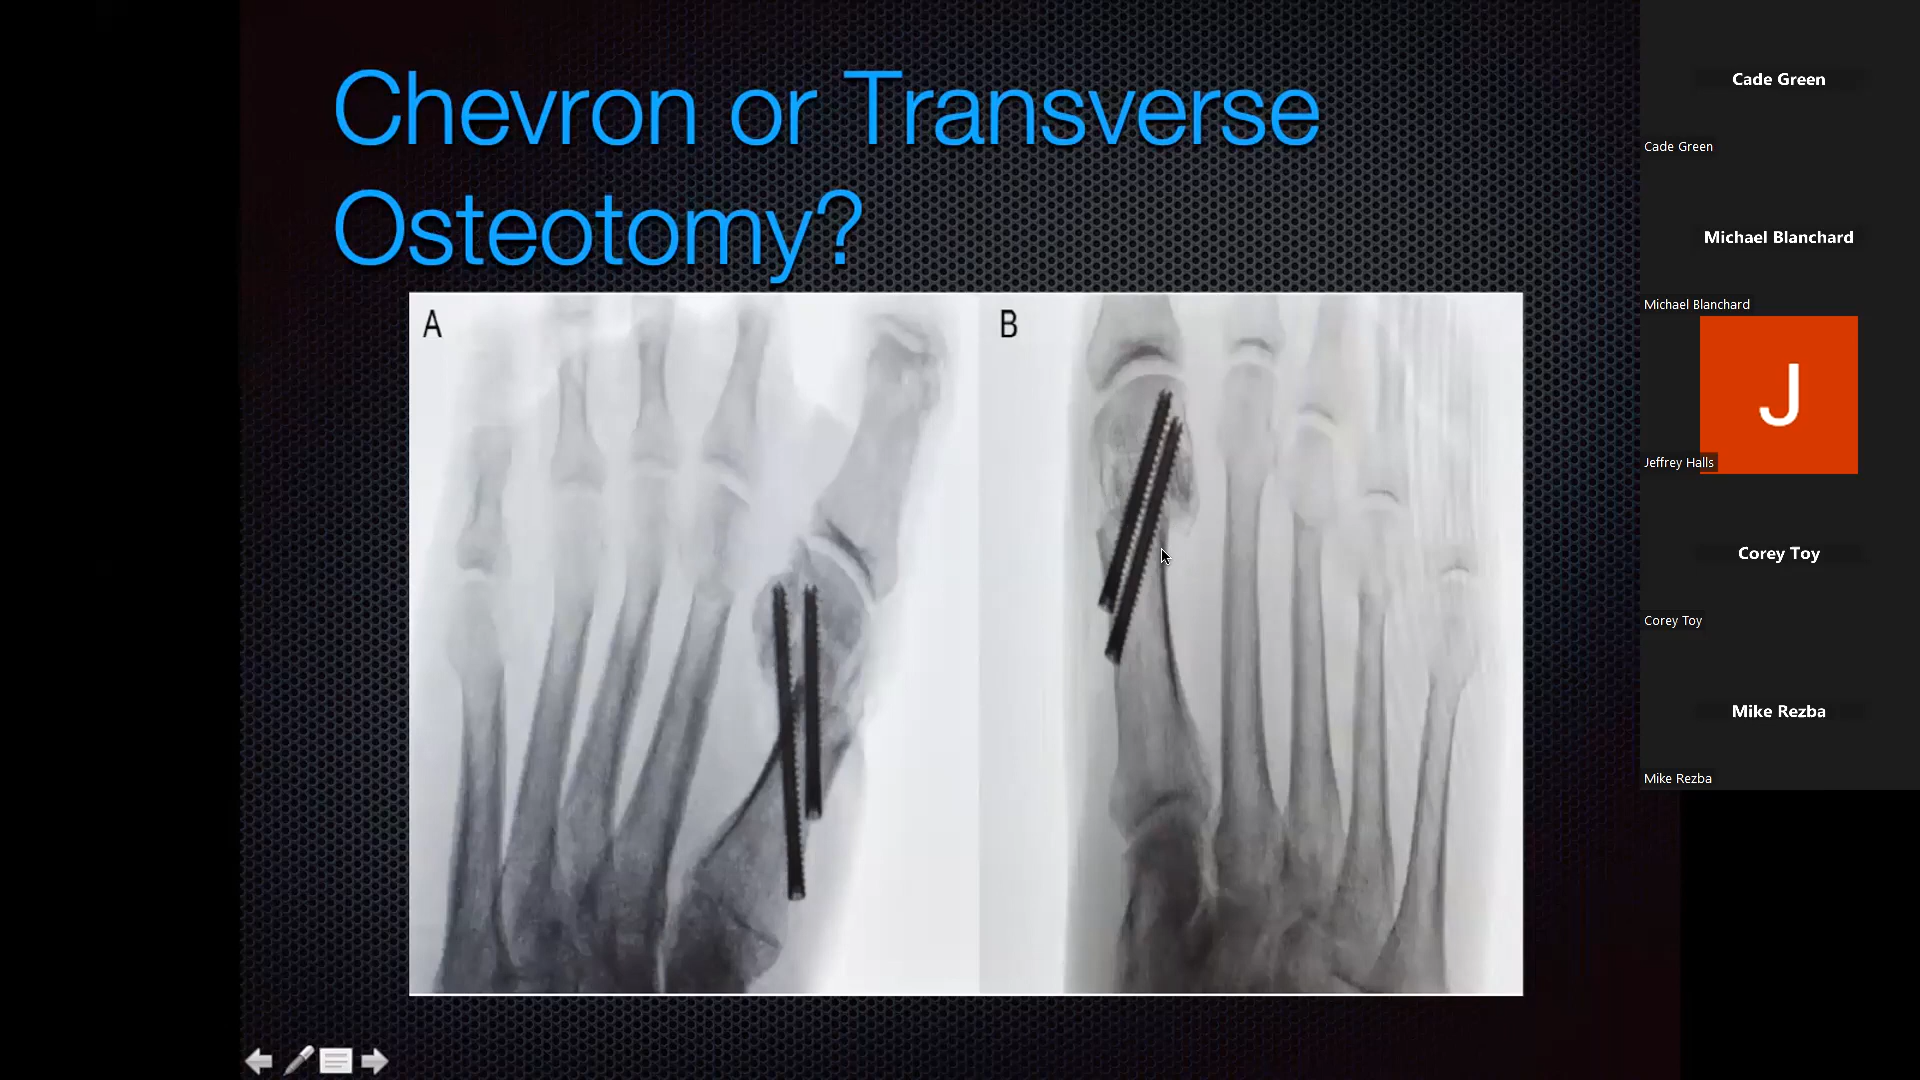 Chevron or Transverse
Osteotomy?
A
B
Cade Green
Cade Green
Michael Blanchard
Michael Blanchard
J
Jeffrey Halls
Corey Toy
Corey Toy
Mike Rezba
Mike Rezba